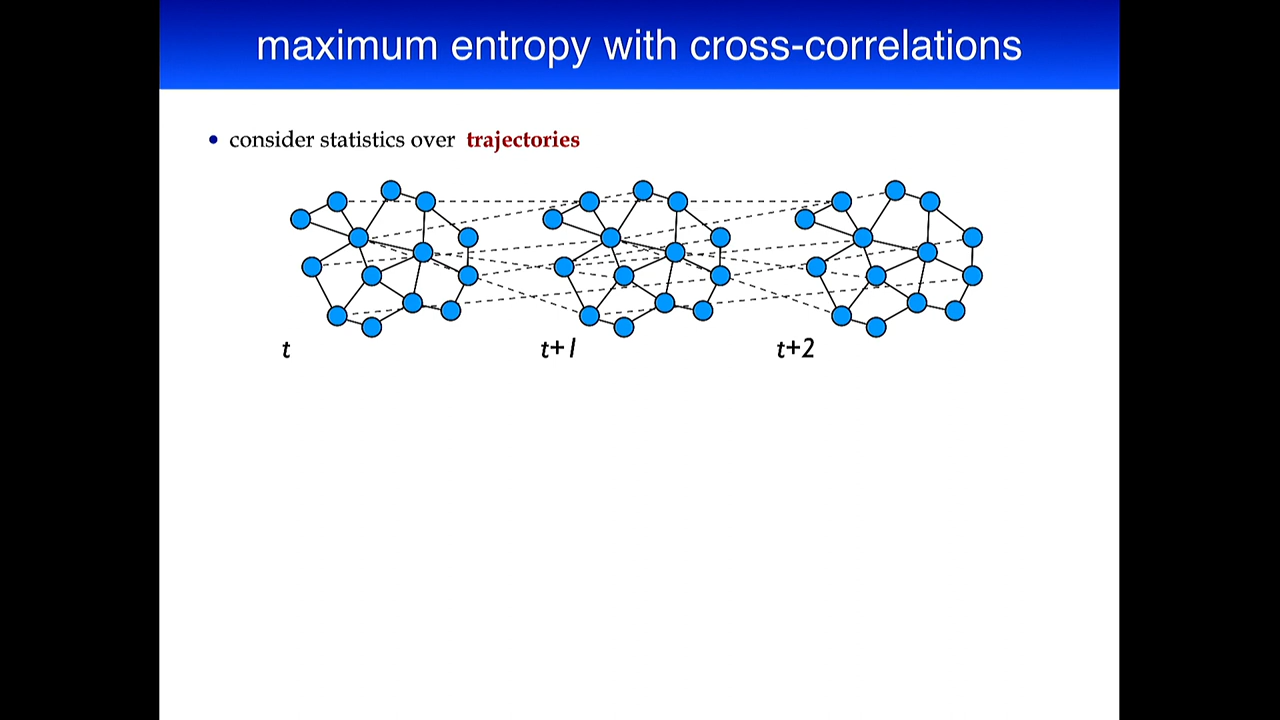 maximum entropy with cross-correlations
• consider statistics over trajectories
t t+1 t+2